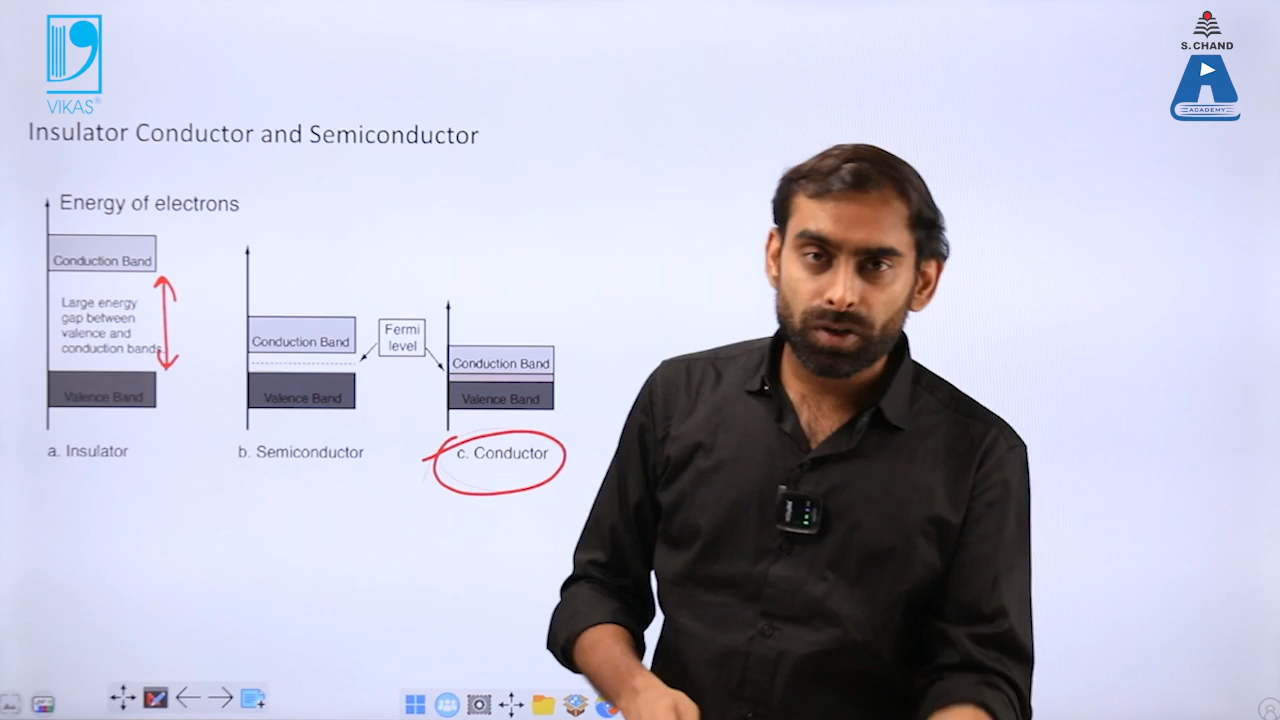 VIKAS®
S. CHAND
ACADEMY
Insulator Conductor and Semiconductor
Energy of electrons
Conduction Band
Large energy
gap between
valence and
conduction bands
Valence Band
a. Insulator
Conduction Band
Valence Band
b. Semiconductor
Fermi
level
Conduction Band
Valence Band
c. Conductor